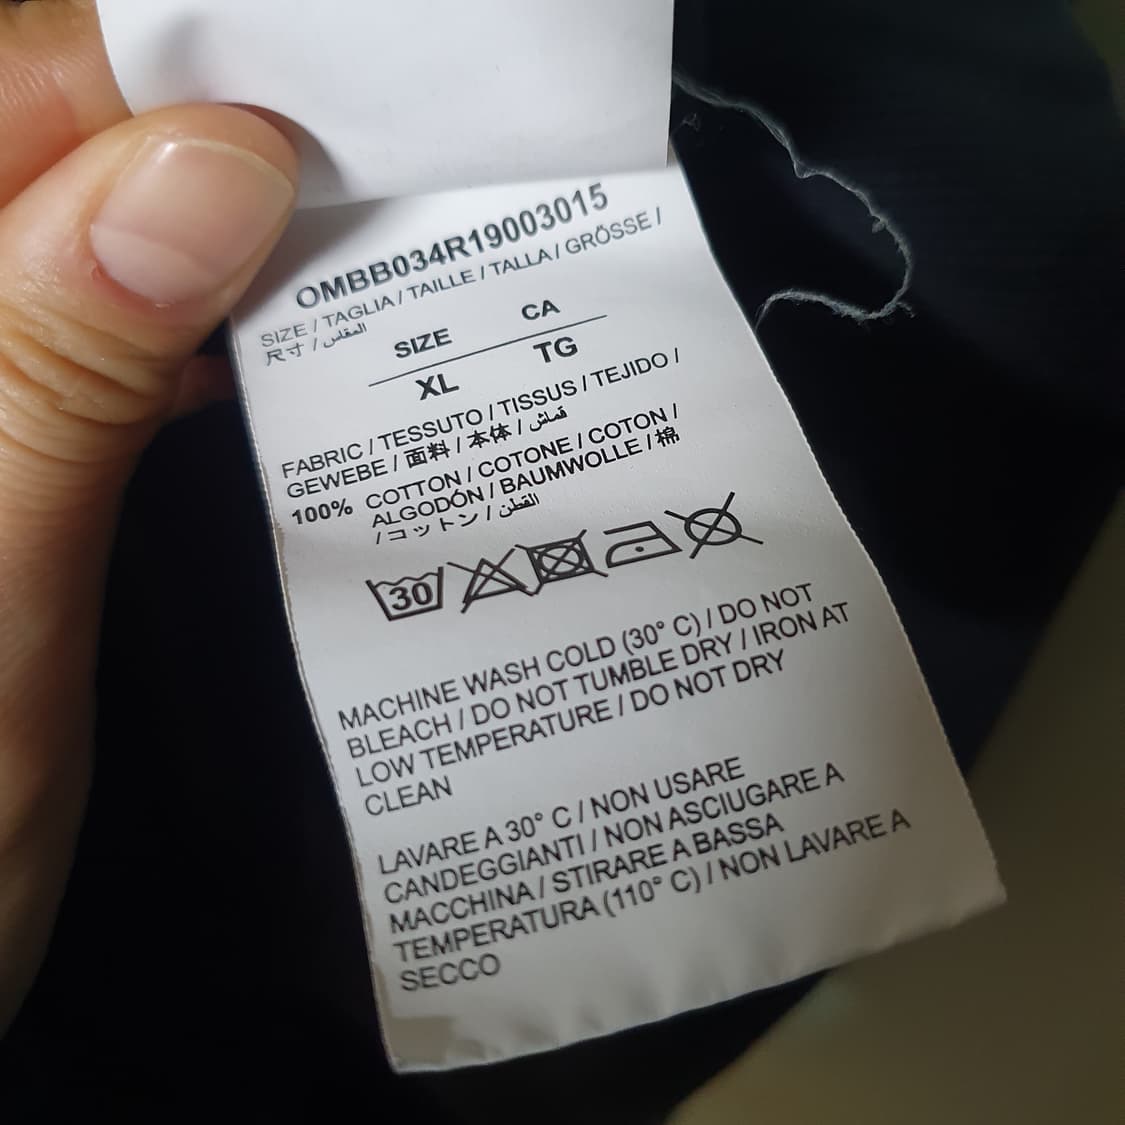 OMBB034R19003015
SIZE / TAGLIA / TAILLE / TALLA / GRÖSSE /
尺寸 / المقاس
SIZE CA
XL TG
FABRIC / TESSUTO / TISSUS / TEJIDO /
GEWEBE / 面料 / 本体 / قماش
100% COTTON / COTONE / COTON /
ALGODÓN / BAUMWOLLE / 棉
/ コットン / القطن
30
MACHINE WASH COLD (30° C) / DO NOT
BLEACH / DO NOT TUMBLE DRY / IRON AT
LOW TEMPERATURE / DO NOT DRY
CLEAN
LAVARE A 30° C / NON USARE
CANDEGGIANTI / NON ASCIUGARE A
MACCHINA / STIRARE A BASSA
TEMPERATURA (110° C) / NON LAVARE A
SECCO